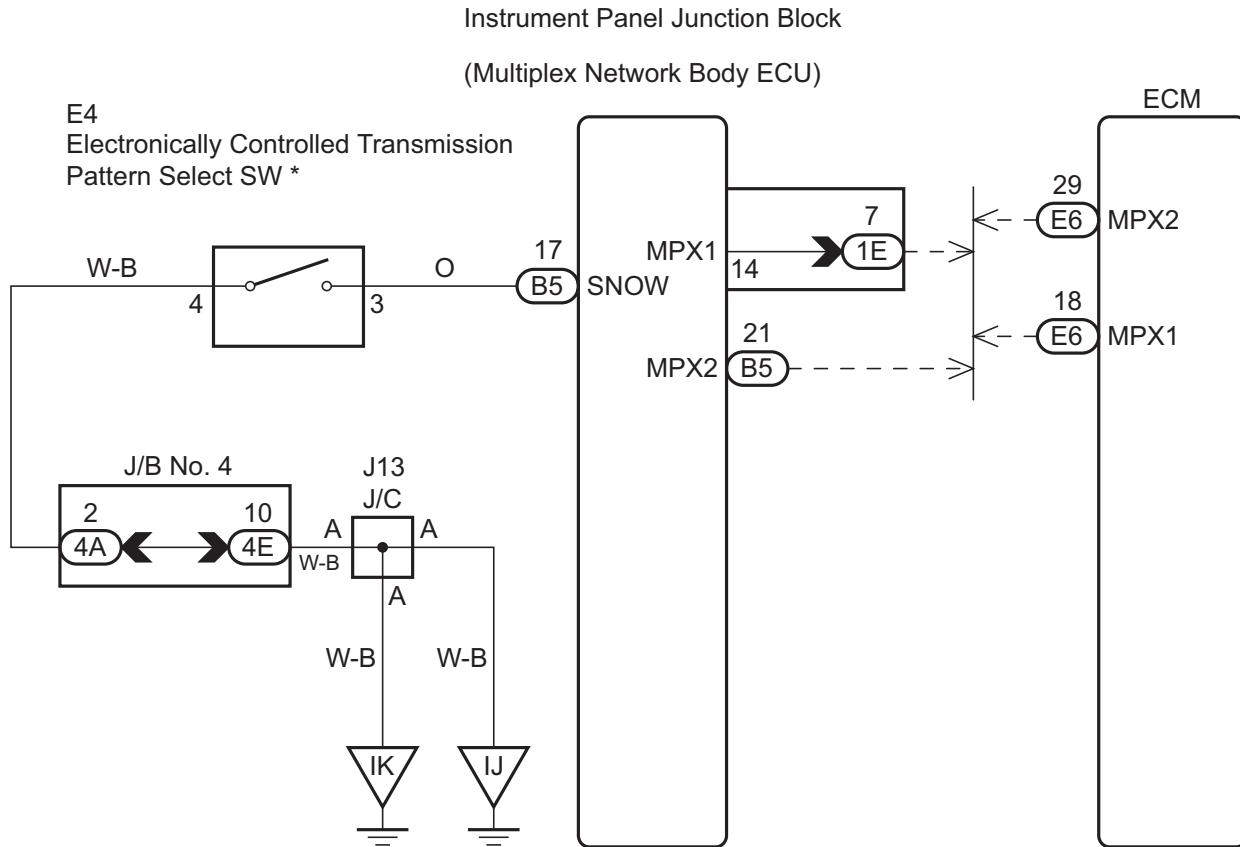 Instrument Panel Junction Block
(Multiplex Network Body ECU)
ECM
E4
Electronically Controlled Transmission
Pattern Select SW *
W-B
4
3
O
17
B5
SNOW
MPX1
14
7
1E
MPX2
21
B5
29
E6
MPX2
18
E6
MPX1
J/B No. 4
2
4A
10
4E
A
W-B
J13
J/C
A
A
W-B
W-B
IK
IJ